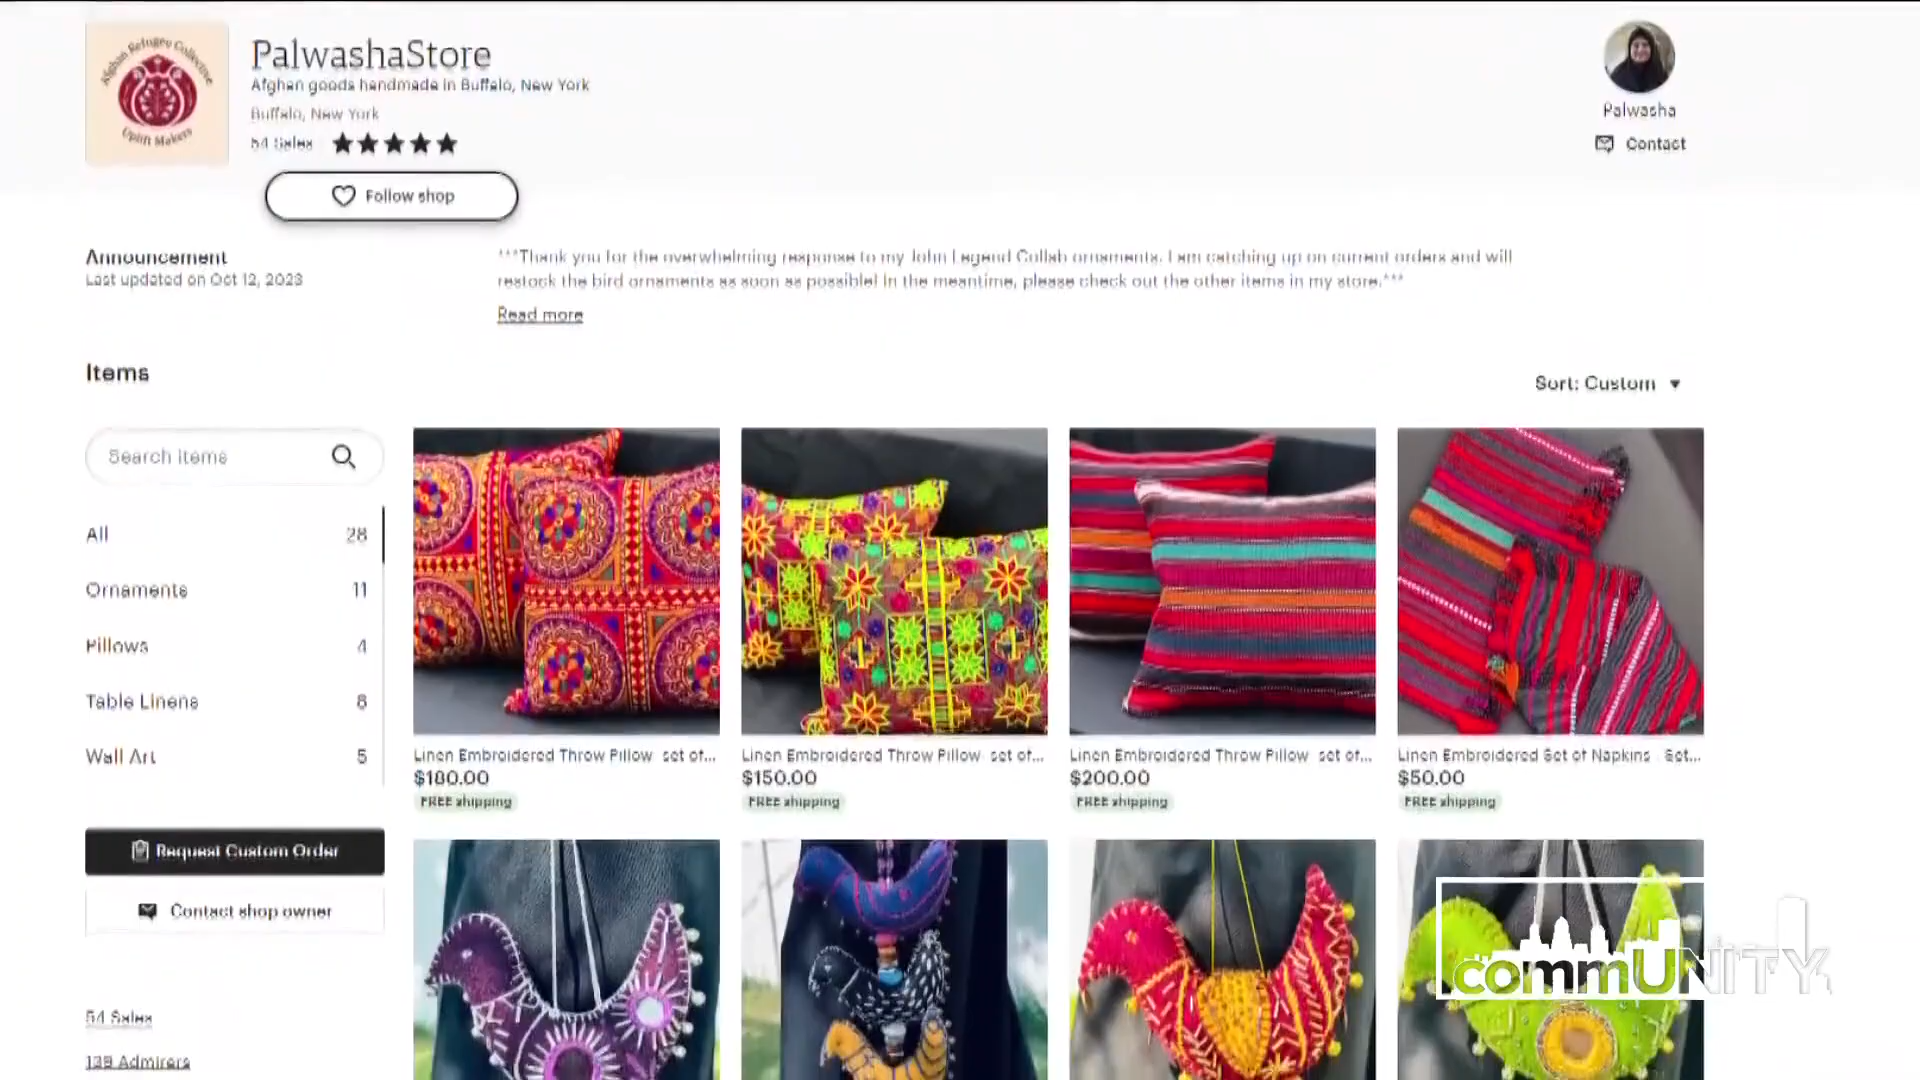 Afghan Refugee Collective
Uplift Makers
PalwashaStore
Afghan goods handmade in Buffalo, New York
Buffalo, New York
54 Sales
Follow shop
Palwasha
Contact
Announcement
Last updated on Oct 12, 2023
***Thank you for the overwhelming response to my John Legend Collab ornaments. I am catching up on current orders and will
restock the bird ornaments as soon as possible! In the meantime, please check out the other items in my store.***
Read more
Items
Sort: Custom
Search items
All 28
Ornaments 11
Pillows 4
Table Linens 8
Wall Art 5
Request Custom Order
Contact shop owner
54 Sales
139 Admirers
Linen Embroidered Throw Pillow- set of...
$180.00
FREE shipping
Linen Embroidered Throw Pillow- set of...
$150.00
FREE shipping
Linen Embroidered Throw Pillow- set of...
$200.00
FREE shipping
Linen Embroidered Set of Napkins - Set...
$50.00
FREE shipping
commUNITY